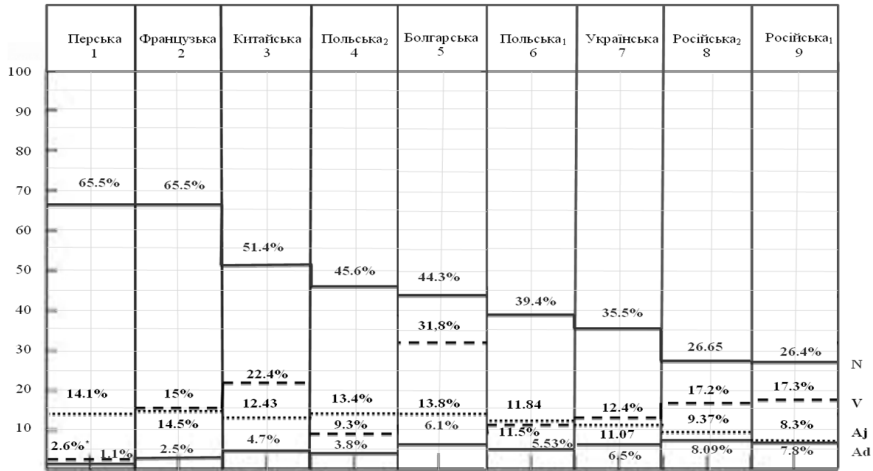 Перська Французька Китайська Польська₂ Болгарська Польська₁ Українська Російська₂ Російська₁
1 2 3 4 5 6 7 8 9
100
90
80
70
65.5% 65.5%
60
51.4%
50
45.6% 44.3%
40
39.4% 35.5%
31,8%
30
26.65 26.4%
N
22.4%
20
17.2% 17.3%
14.1% 15% 12.43 13.4% 13.8% 11.84 12.4%
V
10
14.5% 9.3% 6.1% 11.5% 11.07 9.37% 8.3%
Aj
2.6%* 1.1% 2.5% 4.7% 3.8% 5.53% 6.5% 8.09% 7.8%
Ad